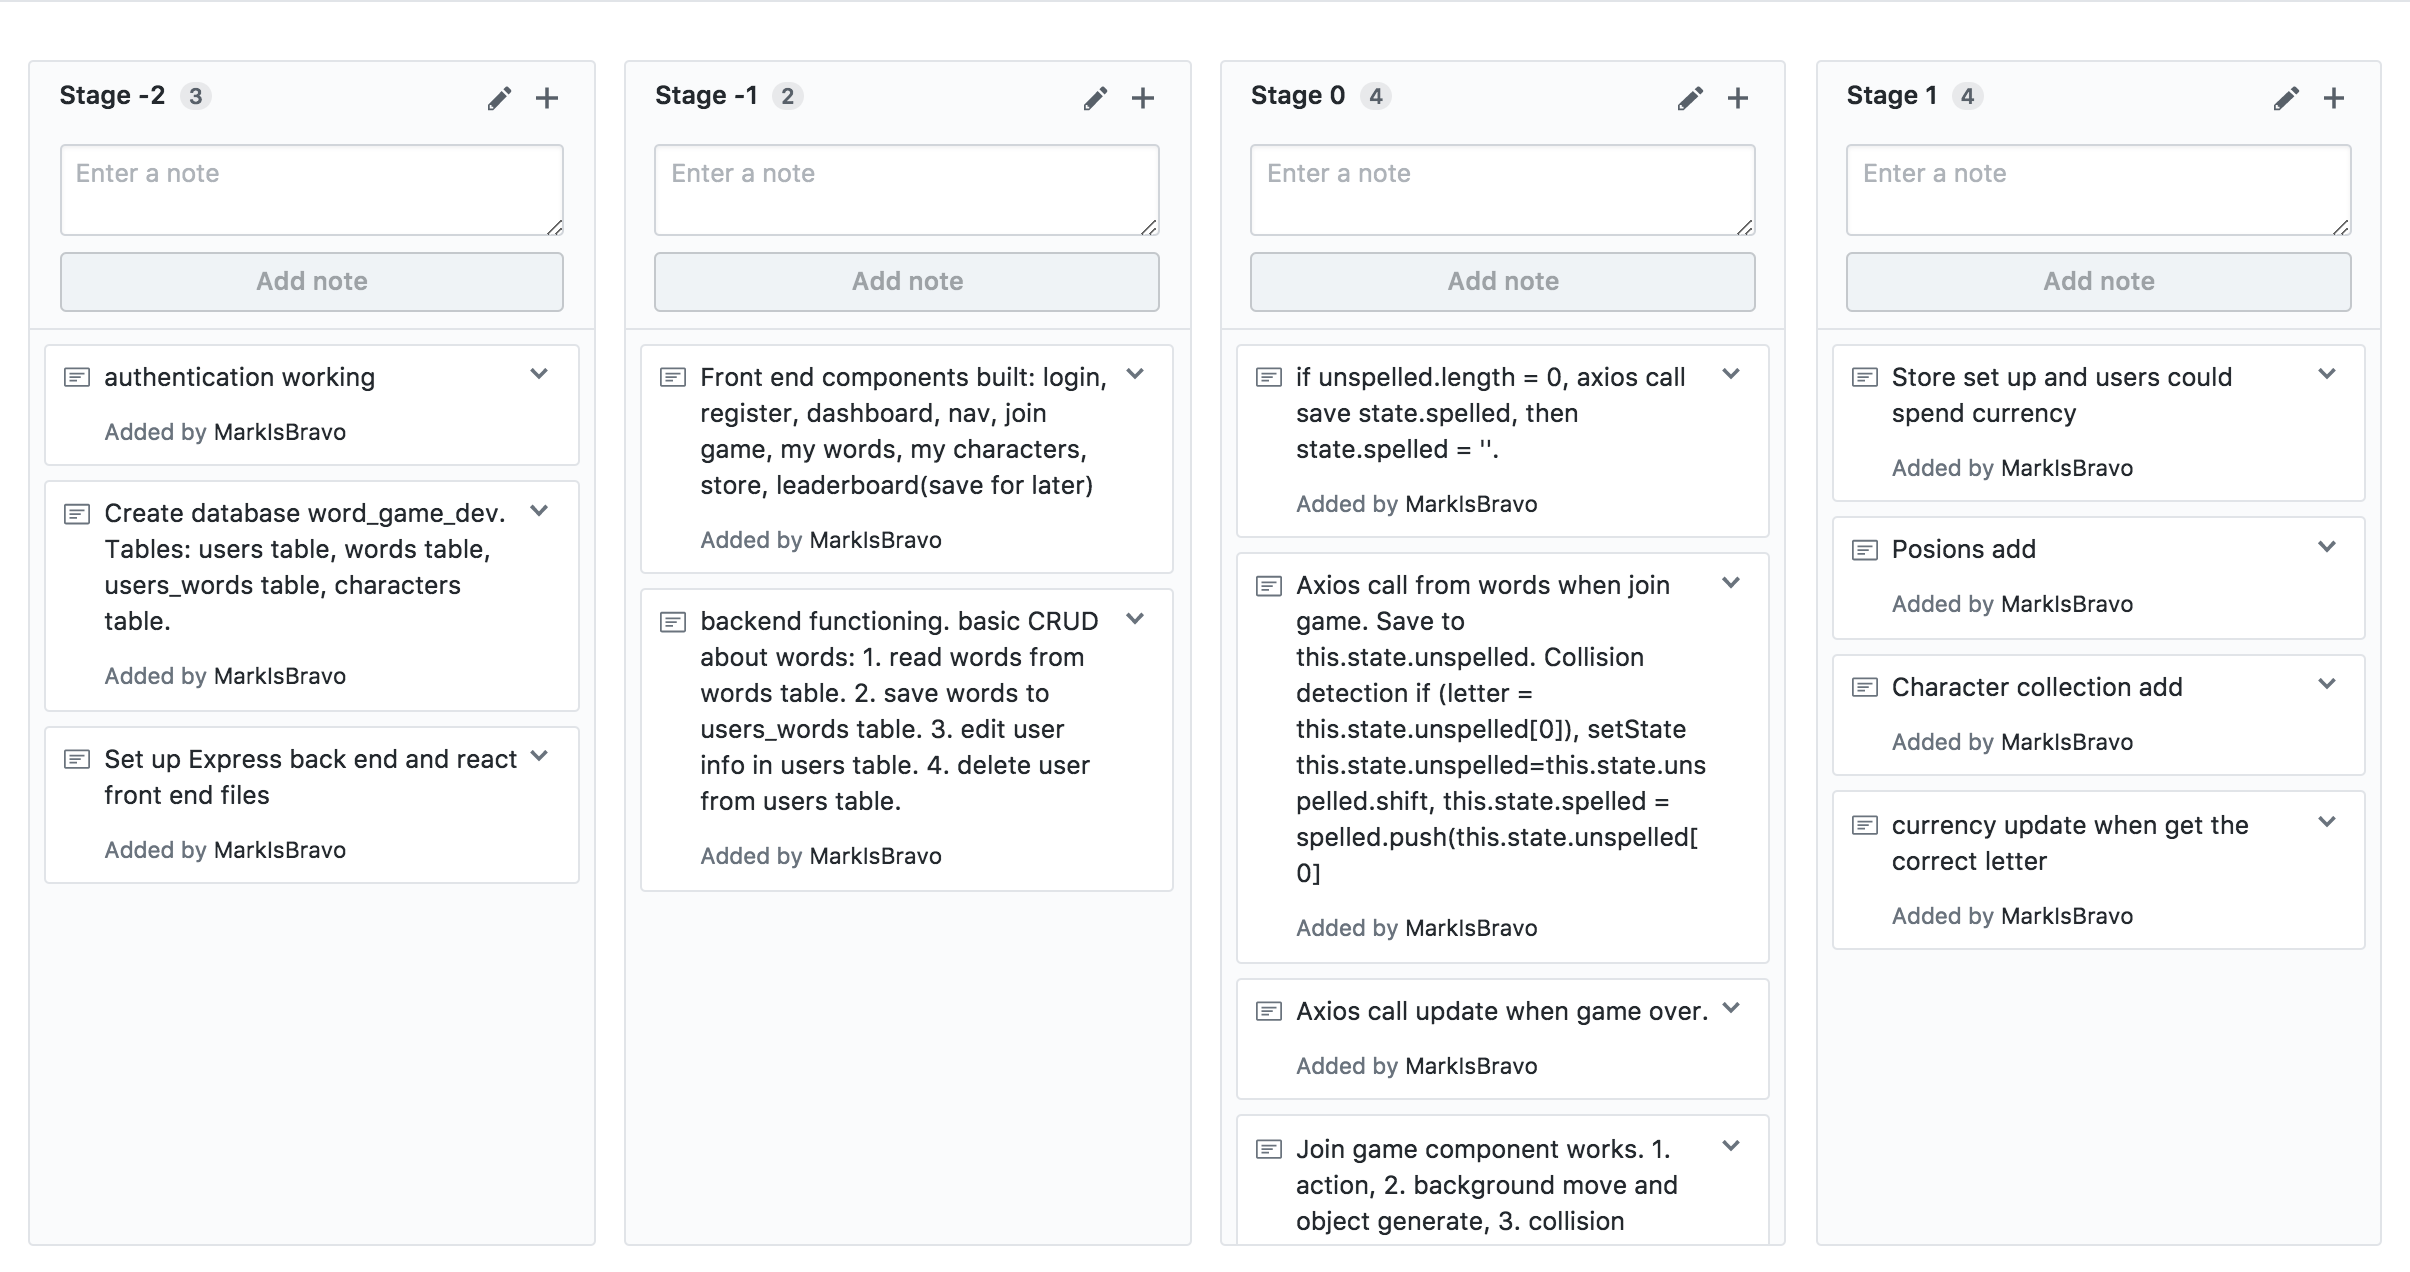 Stage -2 3
Enter a note
Add note
authentication working
Added by MarkIsBravo
Create database word_game_dev.
Tables: users table, words table,
users_words table, characters
table.
Added by MarkIsBravo
Set up Express back end and react
front end files
Added by MarkIsBravo
Stage -1 2
Enter a note
Add note
Front end components built: login,
register, dashboard, nav, join
game, my words, my characters,
store, leaderboard(save for later)
Added by MarkIsBravo
backend functioning. basic CRUD
about words: 1. read words from
words table. 2. save words to
users_words table. 3. edit user
info in users table. 4. delete user
from users table.
Added by MarkIsBravo
Stage 0 4
Enter a note
Add note
if unspelled.length = 0, axios call
save state.spelled, then
state.spelled = ''.
Added by MarkIsBravo
Axios call from words when join
game. Save to
this.state.unspelled. Collision
detection if (letter =
this.state.unspelled[0]), setState
this.state.unspelled=this.state.uns
pelled.shift, this.state.spelled =
spelled.push(this.state.unspelled[
0]
Added by MarkIsBravo
Axios call update when game over.
Added by MarkIsBravo
Join game component works. 1.
action, 2. background move and
object generate, 3. collision
Stage 1 4
Enter a note
Add note
Store set up and users could
spend currency
Added by MarkIsBravo
Posions add
Added by MarkIsBravo
Character collection add
Added by MarkIsBravo
currency update when get the
correct letter
Added by MarkIsBravo